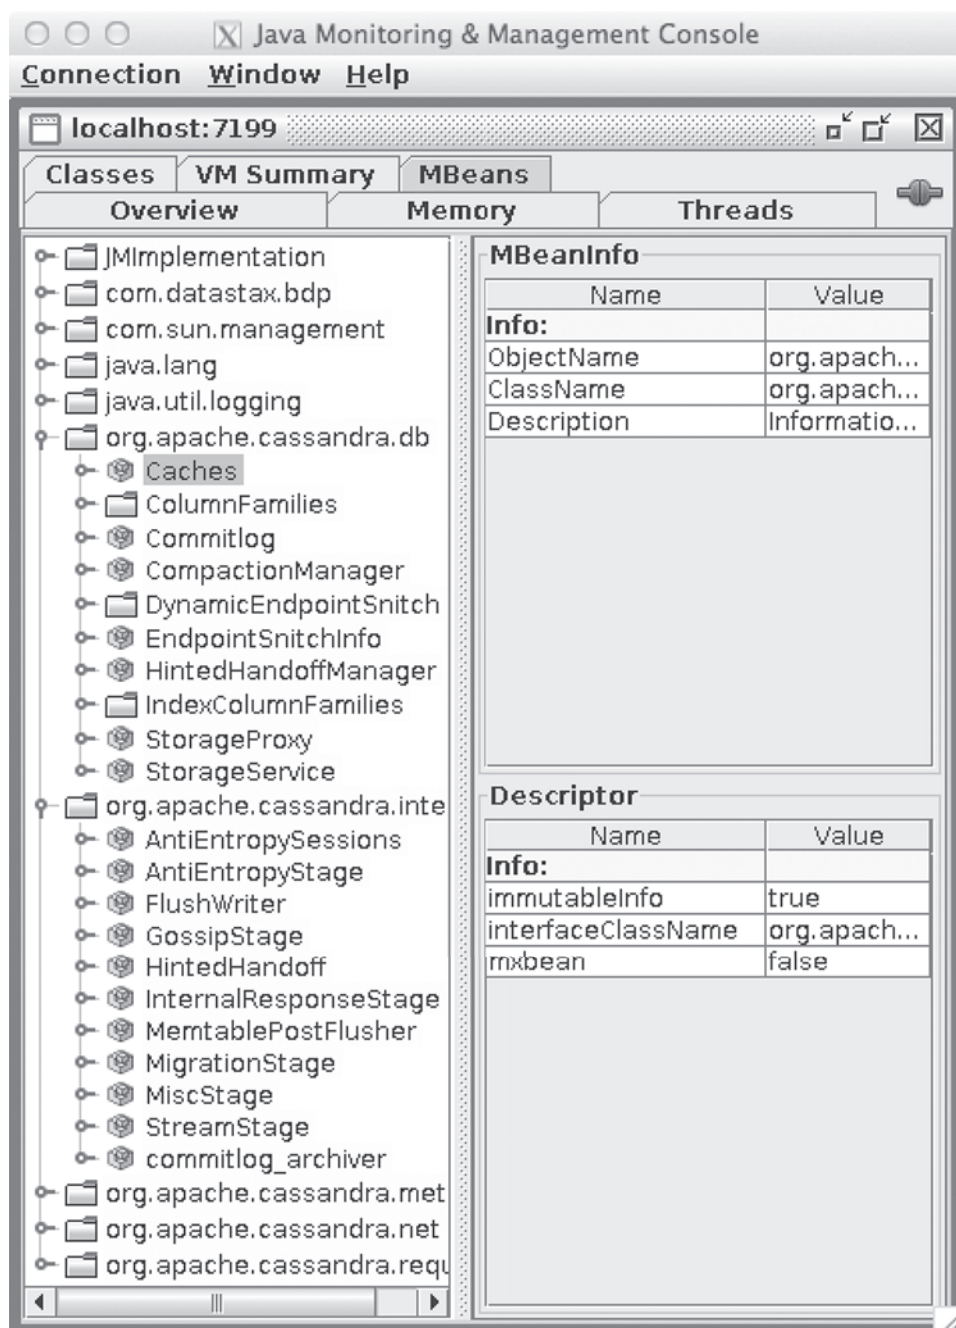 Java Monitoring & Management Console
Connection Window Help
localhost:7199
Classes VM Summary MBeans
Overview Memory Threads
JMImplementation
com.datastax.bdp
com.sun.management
java.lang
java.util.logging
org.apache.cassandra.db
Caches
ColumnFamilies
Commitlog
CompactionManager
DynamicEndpointSnitch
EndpointSnitchInfo
HintedHandoffManager
IndexColumnFamilies
StorageProxy
StorageService
org.apache.cassandra.inte
AntiEntropySessions
AntiEntropyStage
FlushWriter
GossipStage
HintedHandoff
InternalResponseStage
MemtablePostFlusher
MigrationStage
MiscStage
StreamStage
commitlog_archiver
org.apache.cassandra.met
org.apache.cassandra.net
org.apache.cassandra.requ
MBeanInfo
Name Value
Info:
ObjectName org.apach...
ClassName org.apach...
Description Informatio...
Descriptor
Name Value
Info:
immutableInfo true
interfaceClassName org.apach...
mxbean false